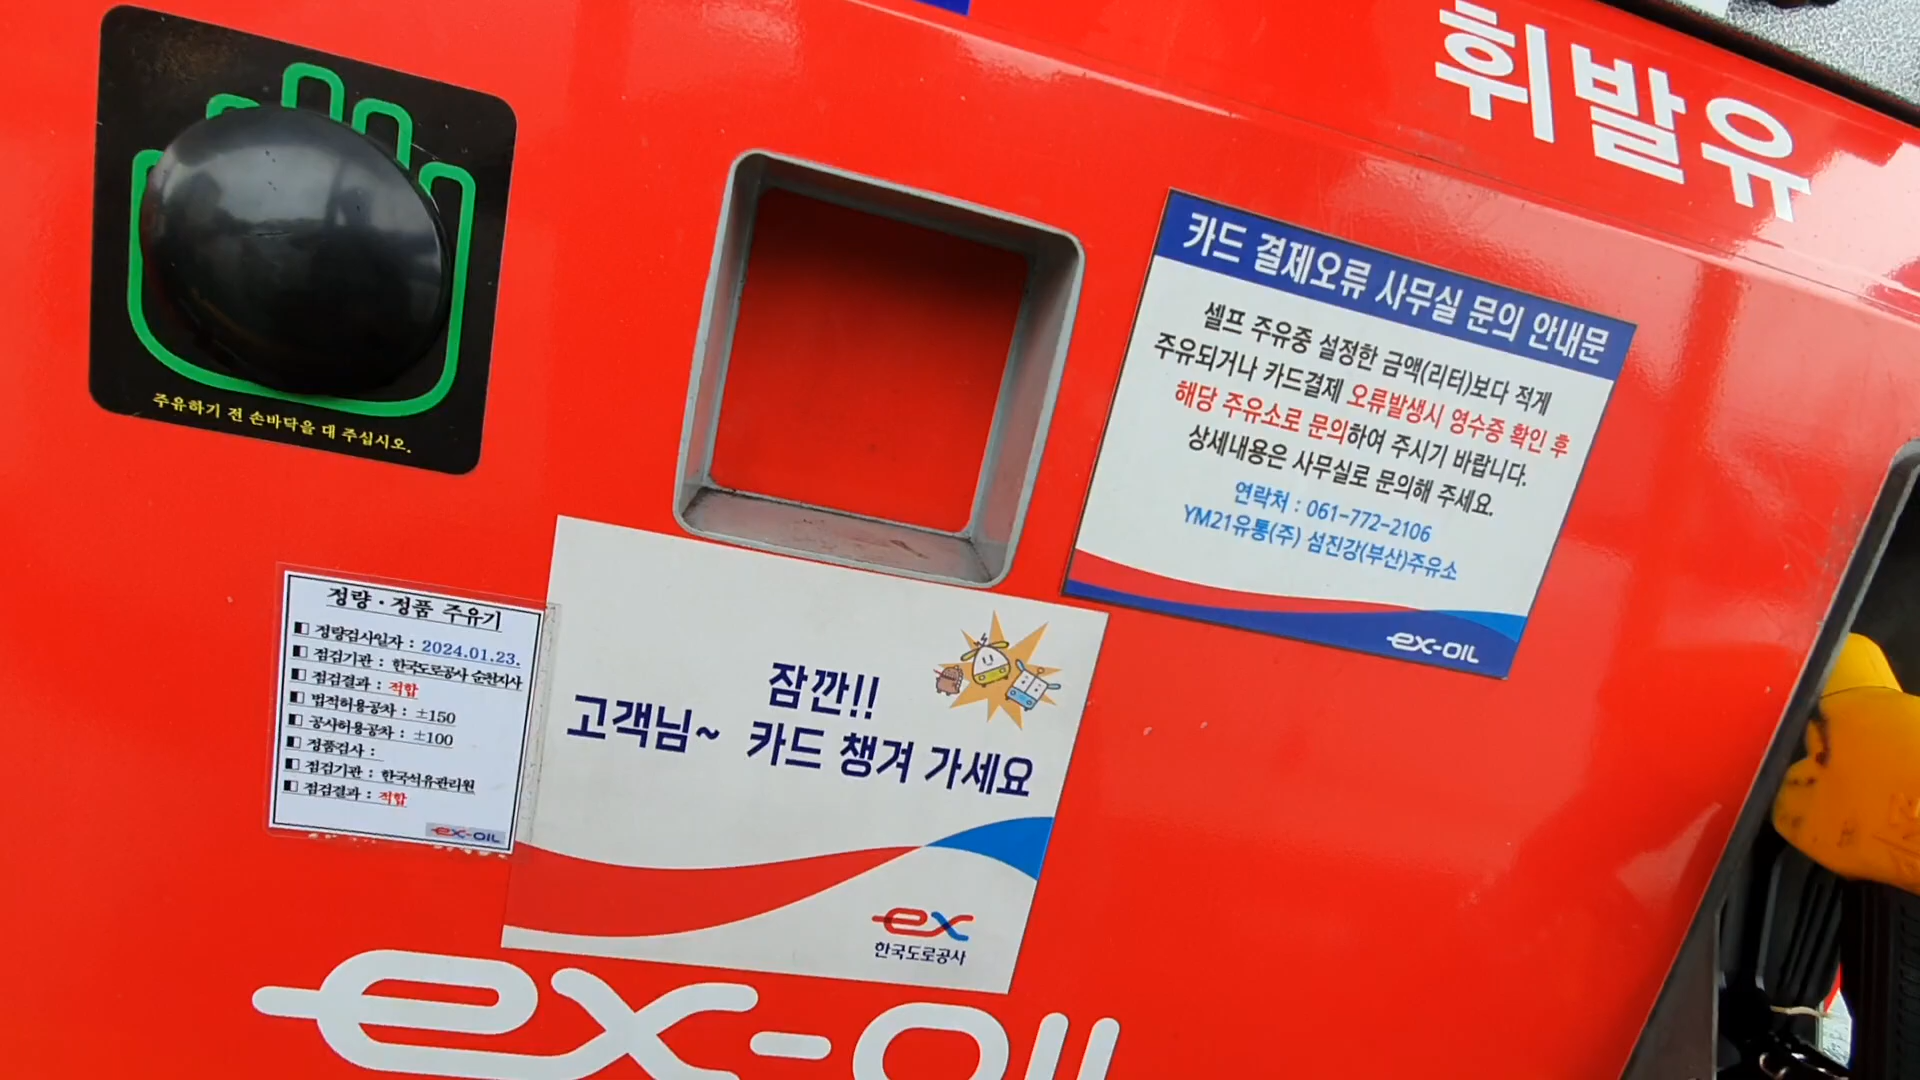 휘발유
주유하기 전 손바닥을 대 주십시오.
카드 결제오류 사무실 문의 안내문
셀프 주유중 설정한 금액(리터)보다 적게
주유되거나 카드결제 오류발생시 영수증 확인 후
해당 주유소로 문의하여 주시기 바랍니다.
상세내용은 사무실로 문의해 주세요.
연락처 : 061-772-2106
YM21유통(주) 섬진강(부산)주유소
ex-OIL
정량·정품 주유기
정량검사일자 : 2024.01.23.
점검기관 : 한국도로공사 순천지사
점검결과 : 적합
법적허용공차 : ±150
공사허용공차 : ±100
정품검사 :
점검기관 : 한국석유관리원
점검결과 : 적합
ex-OIL
잠깐!!
고객님~ 카드 챙겨 가세요
ex
한국도로공사
ex-OIL